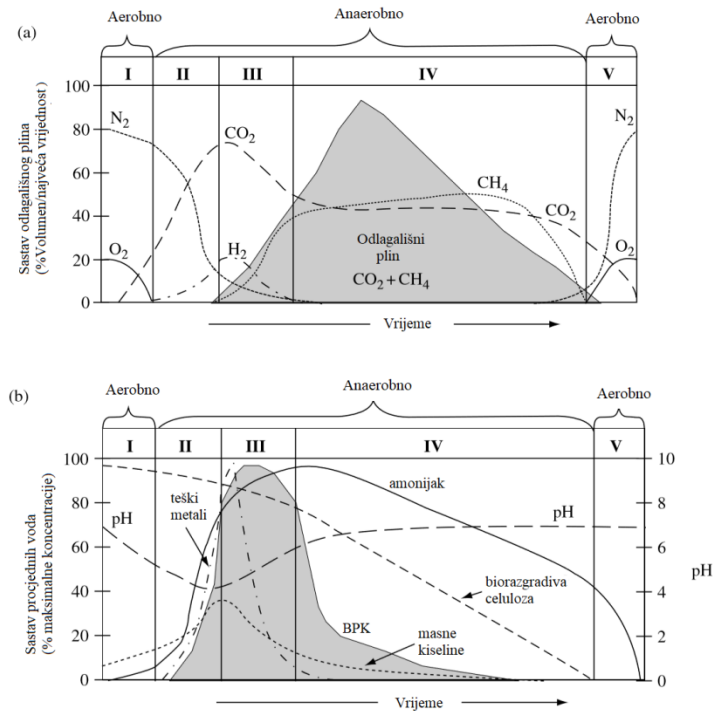 (a)
Aerobno
Anaerobno
Aerobno
I II III IV V
Sastav odlagališnog plina
(%Volumen/najveća vrijednost)
100
80
60
40
20
0
N2
O2
CO2
H2
CH4
CO2
Odlagališni
plin
CO2 + CH4
N2
O2
Vrijeme
(b)
Aerobno
Anaerobno
Aerobno
I II III IV V
Sastav procjednih voda
(% maksimalne koncentracije)
100
80
60
40
20
0
pH
teški
metali
amonijak
pH
biorazgradiva
celuloza
BPK
masne
kiseline
10
8
6
4
2
0
pH
Vrijeme